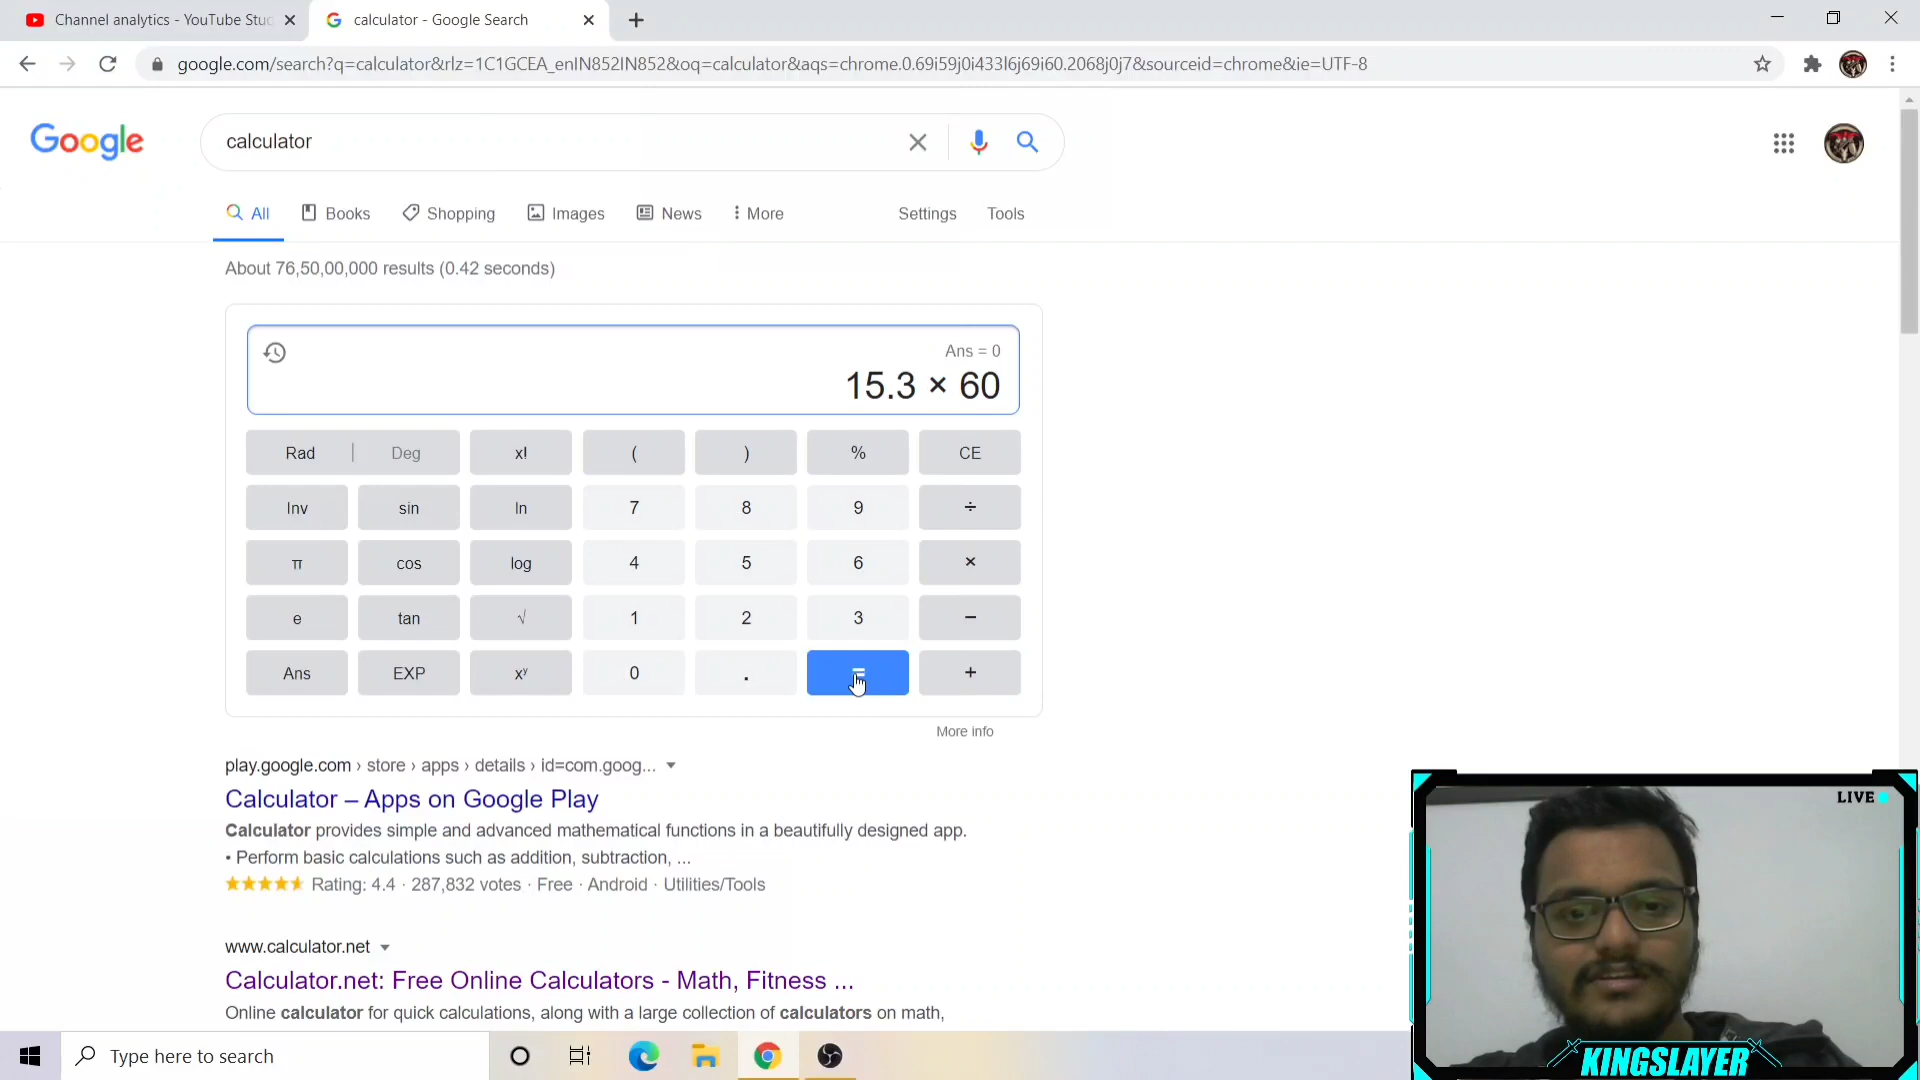 Channel analytics - YouTube Stu
calculator - Google Search
google.com/search?q=calculator&rlz=1C1GCEA_enIN852IN852&oq=calculator&aqs=chrome.0.69i59j0i433l6j69i60.2068j0j7&sourceid=chrome&ie=UTF-8
Google
calculator
All Books Shopping Images News More Settings Tools
About 76,50,00,000 results (0.42 seconds)
Ans = 0
15.3 × 60
Rad | Deg x! ( ) % CE
Inv sin ln 7 8 9 ÷
π cos log 4 5 6 ×
e tan √ 1 2 3 −
Ans EXP xʸ 0 . = +
More info
play.google.com › store › apps › details › id=com.goog...
Calculator – Apps on Google Play
Calculator provides simple and advanced mathematical functions in a beautifully designed app.
• Perform basic calculations such as addition, subtraction, ...
Rating: 4.4 · 287,832 votes · Free · Android · Utilities/Tools
www.calculator.net
Calculator.net: Free Online Calculators - Math, Fitness ...
Online calculator for quick calculations, along with a large collection of calculators on math,
LIVE
KINGSLAYER
Type here to search